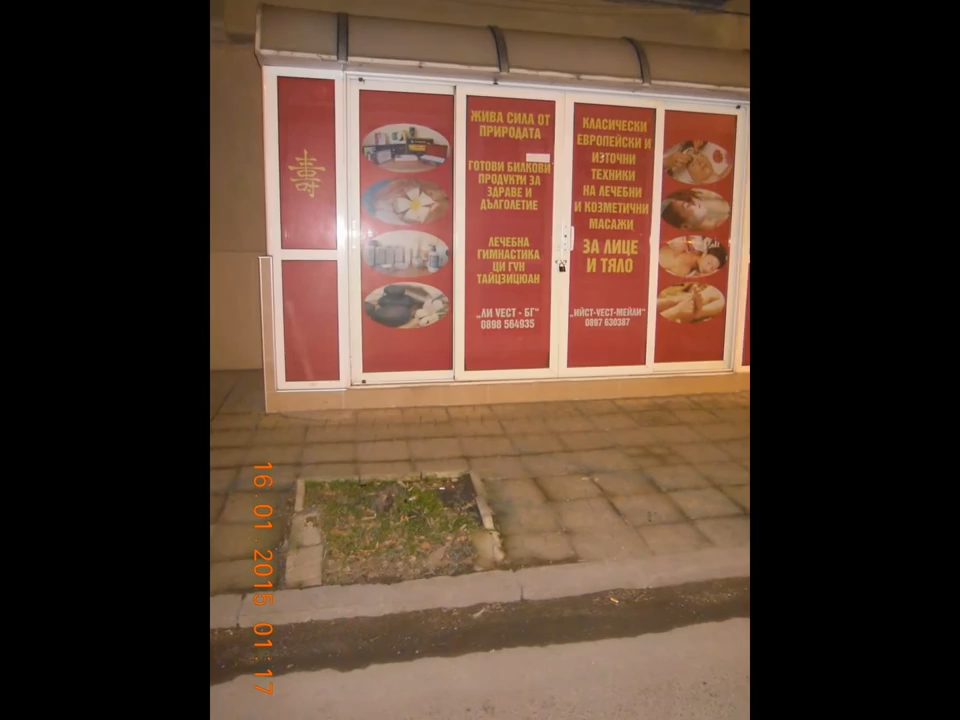 ЖИВА СИЛА ОТ
ПРИРОДАТА
ГОТОВИ БИЛКОВИ
ПРОДУКТИ ЗА
ЗДРАВЕ И
ДЪЛГОЛЕТИЕ
ЛЕЧЕБНА
ГИМНАСТИКА
ЦИ ГУН
ТАЙЦЗИЦЮАН
„ЛИ УЕСТ - БГ"
0898 564935
КЛАСИЧЕСКИ
ЕВРОПЕЙСКИ И
ИЗТОЧНИ
ТЕХНИКИ
НА ЛЕЧЕБНИ
И КОЗМЕТИЧНИ
МАСАЖИ
ЗА ЛИЦЕ
И ТЯЛО
„ИЙСТ-УЕСТ-МЕЙЛИ"
0897 630387
16.01.2015 01:17